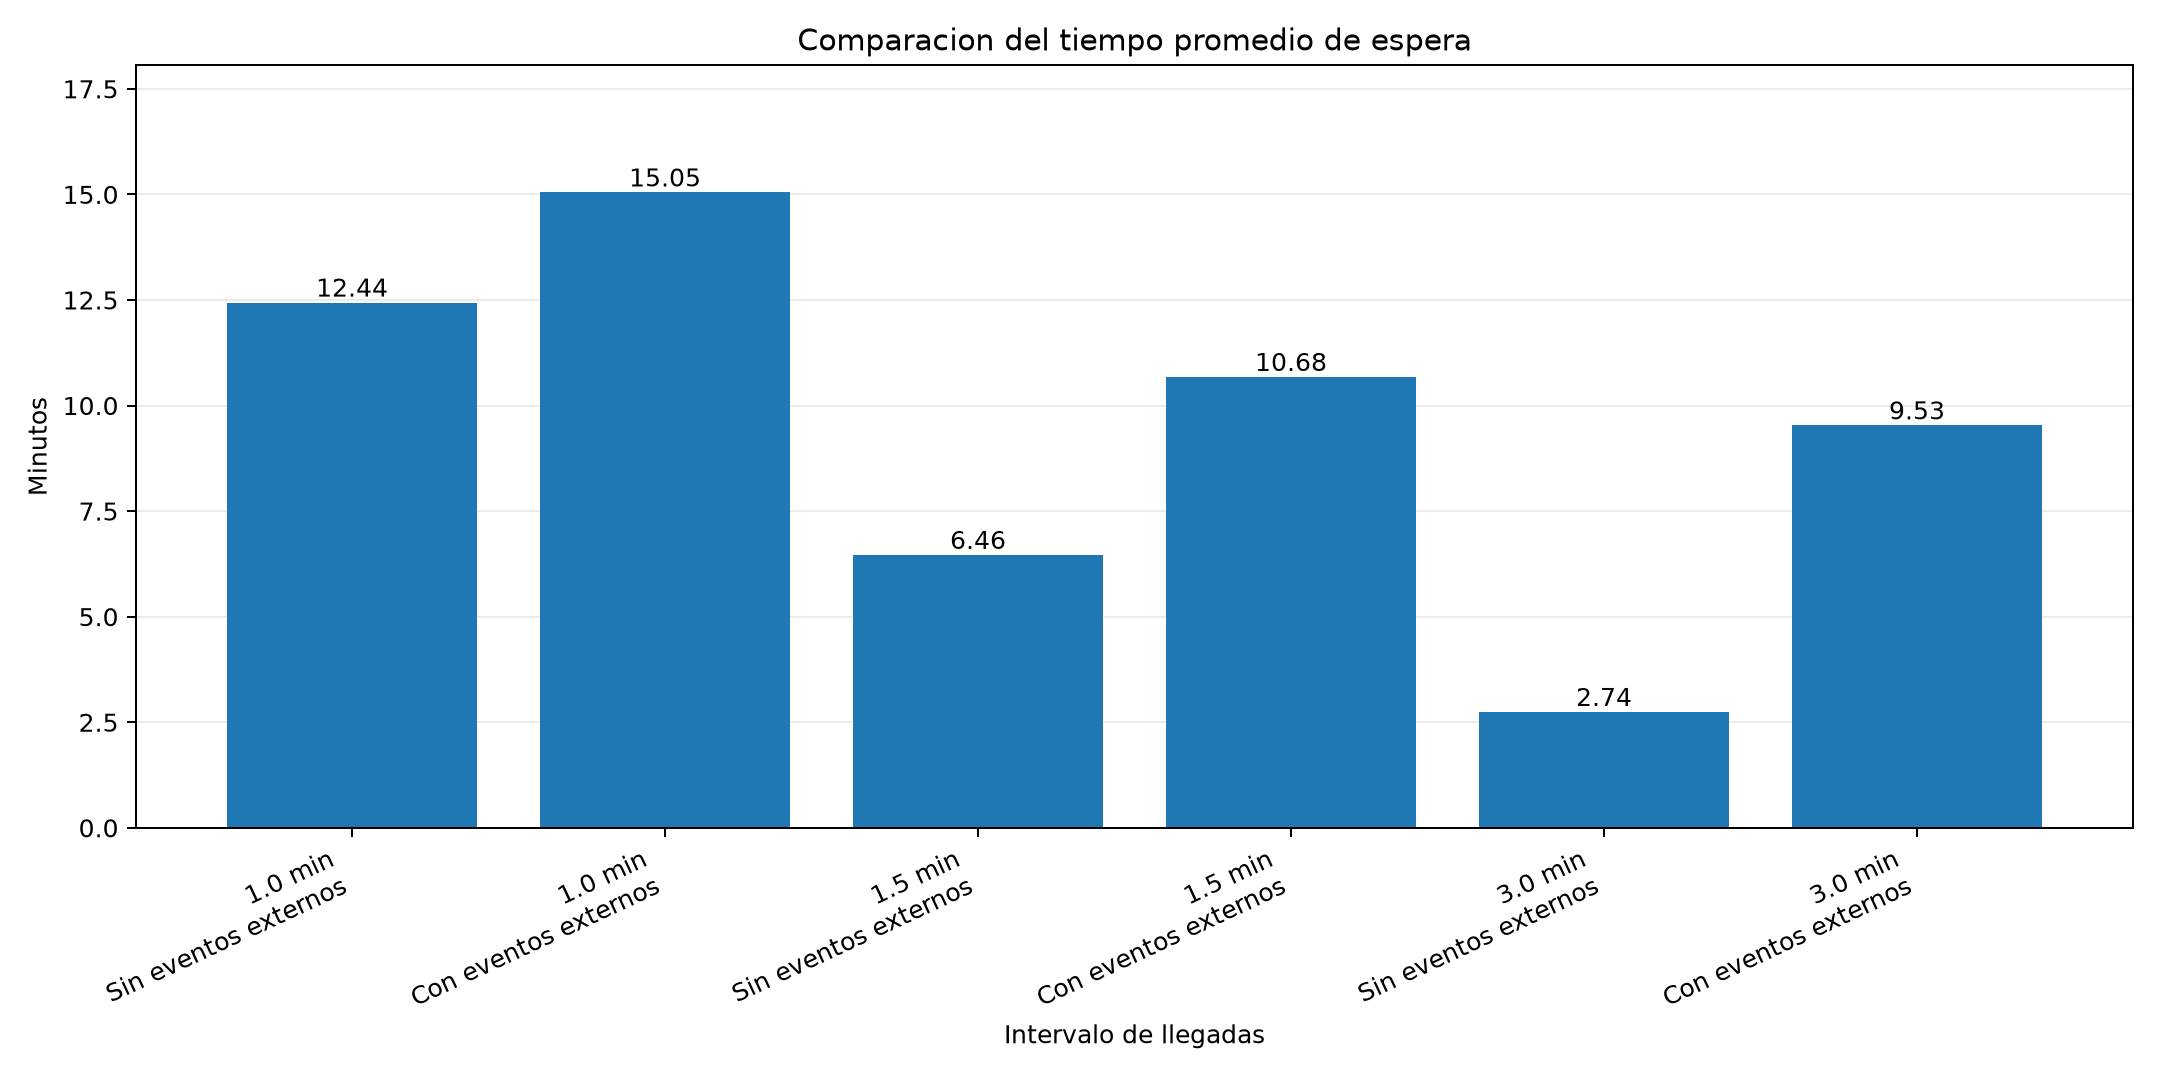 Comparacion del tiempo promedio de espera
Minutos
17.5
15.0
12.5
10.0
7.5
5.0
2.5
0.0
12.44
15.05
6.46
10.68
2.74
9.53
1.0 min
Sin eventos externos
1.0 min
Con eventos externos
1.5 min
Sin eventos externos
1.5 min
Con eventos externos
3.0 min
Sin eventos externos
3.0 min
Con eventos externos
Intervalo de llegadas